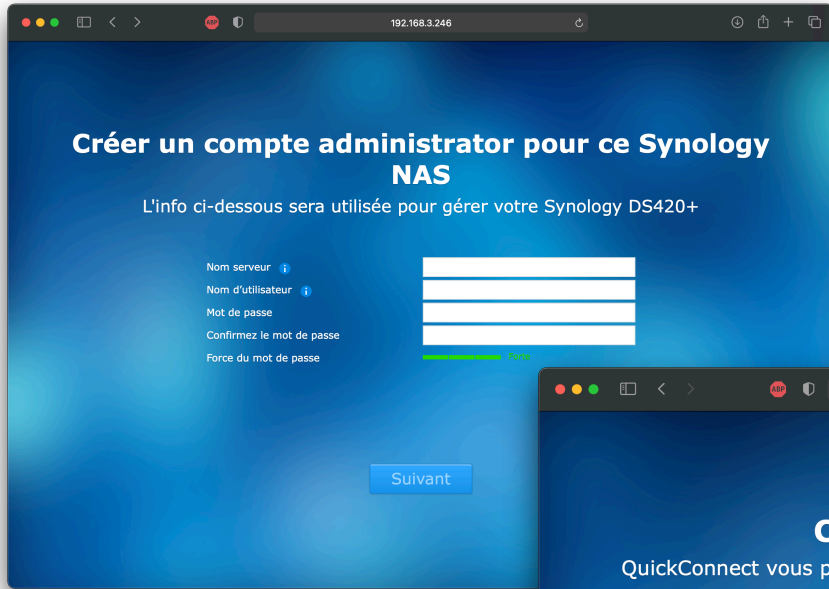 ABP
192.168.3.246
Créer un compte administrator pour ce Synology
NAS
L'info ci-dessous sera utilisée pour gérer votre Synology DS420+
Nom serveur i
Nom d'utilisateur i
Mot de passe
Confirmez le mot de passe
Force du mot de passe
Suivant
ABP
QuickConnect vous p